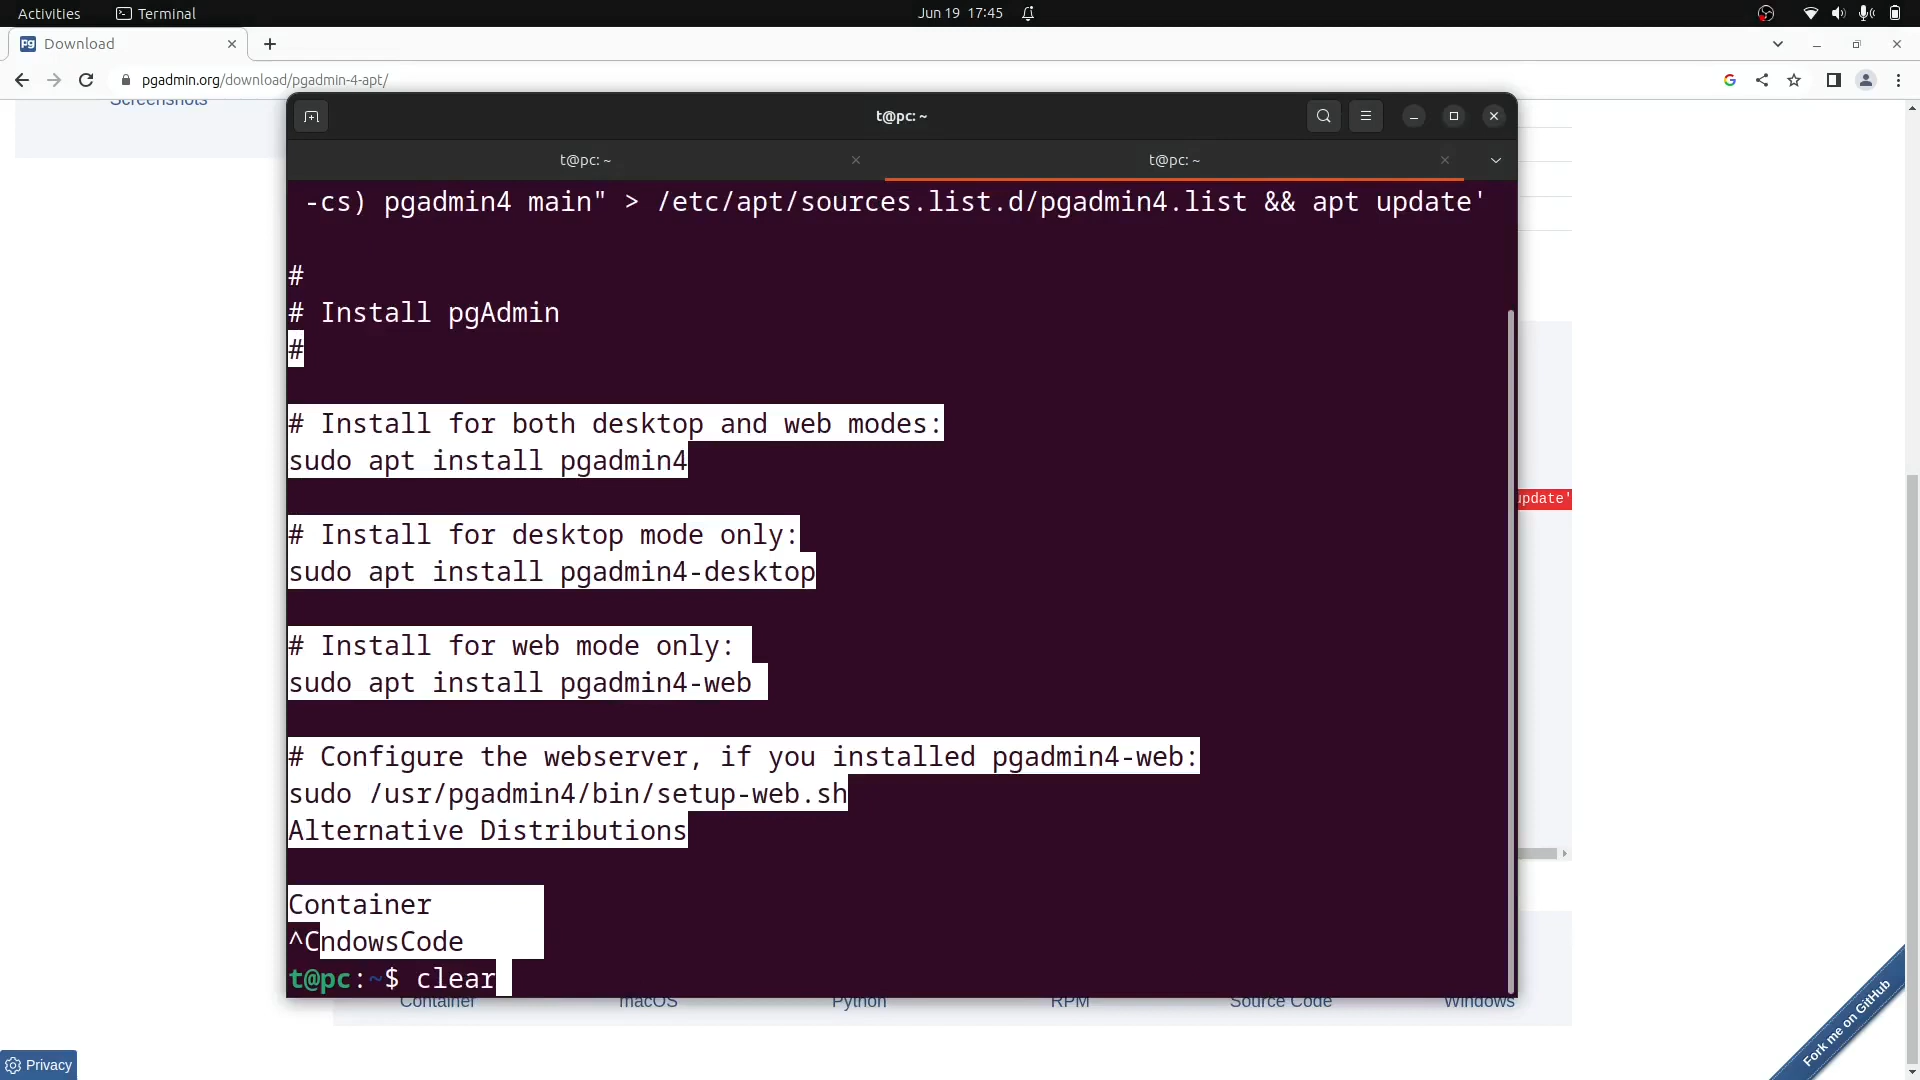 Activities
Terminal
Jun 19 17:45
pg
Download
pgadmin.org/download/pgadmin-4-apt/
G
Screenshots
t@pc: ~
t@pc: ~
t@pc: ~
-cs) pgadmin4 main" > /etc/apt/sources.list.d/pgadmin4.list && apt update'
#
# Install pgAdmin
#
# Install for both desktop and web modes:
sudo apt install pgadmin4
update'
# Install for desktop mode only:
sudo apt install pgadmin4-desktop
# Install for web mode only:
sudo apt install pgadmin4-web
# Configure the webserver, if you installed pgadmin4-web:
sudo /usr/pgadmin4/bin/setup-web.sh
Alternative Distributions
Container
^CndowsCode
t@pc:~$ clear
Container
macOS
Python
RPM
Source Code
Windows
Fork me on GitHub
Privacy